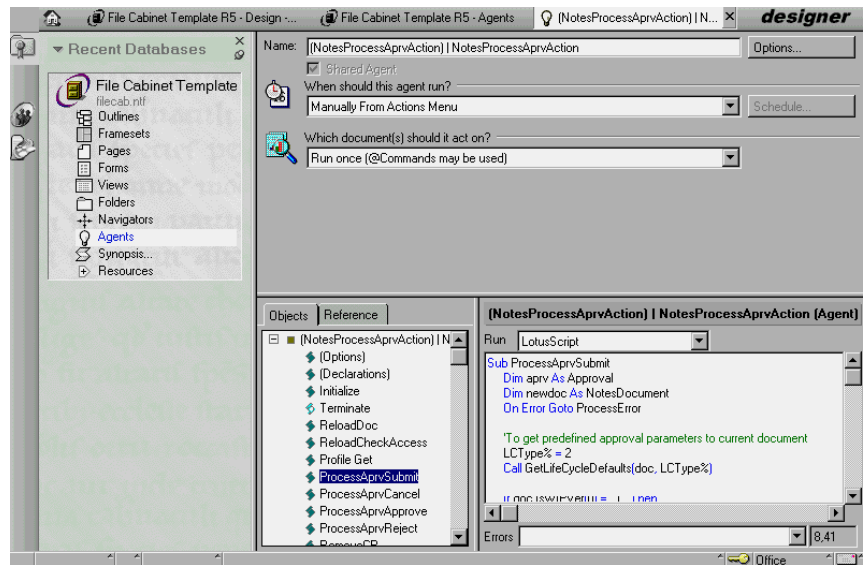 File Cabinet Template R5 - Design -...
File Cabinet Template R5 - Agents
(NotesProcessAprvAction) | N...
designer
Recent Databases
File Cabinet Template
filecab.ntf
Outlines
Framesets
Pages
Forms
Views
Folders
Navigators
Agents
Synopsis...
Resources
Name:
(NotesProcessAprvAction) | NotesProcessAprvAction
Options...
Shared Agent
When should this agent run?
Manually From Actions Menu
Schedule...
Which document(s) should it act on?
Run once (@Commands may be used)
Objects
Reference
(NotesProcessAprvAction) | N
(Options)
(Declarations)
Initialize
Terminate
ReloadDoc
ReloadCheckAccess
Profile Get
ProcessAprvSubmit
ProcessAprvCancel
ProcessAprvApprove
ProcessAprvReject
RemoveCR
(NotesProcessAprvAction) | NotesProcessAprvAction (Agent)
Run
LotusScript
Sub ProcessAprvSubmit
Dim aprv As Approval
Dim newdoc As NotesDocument
On Error Goto ProcessError
'To get predefined approval parameters to current document
LCType% = 2
Call GetLifeCycleDefaults(doc, LCType%)
Errors
8,41
Office